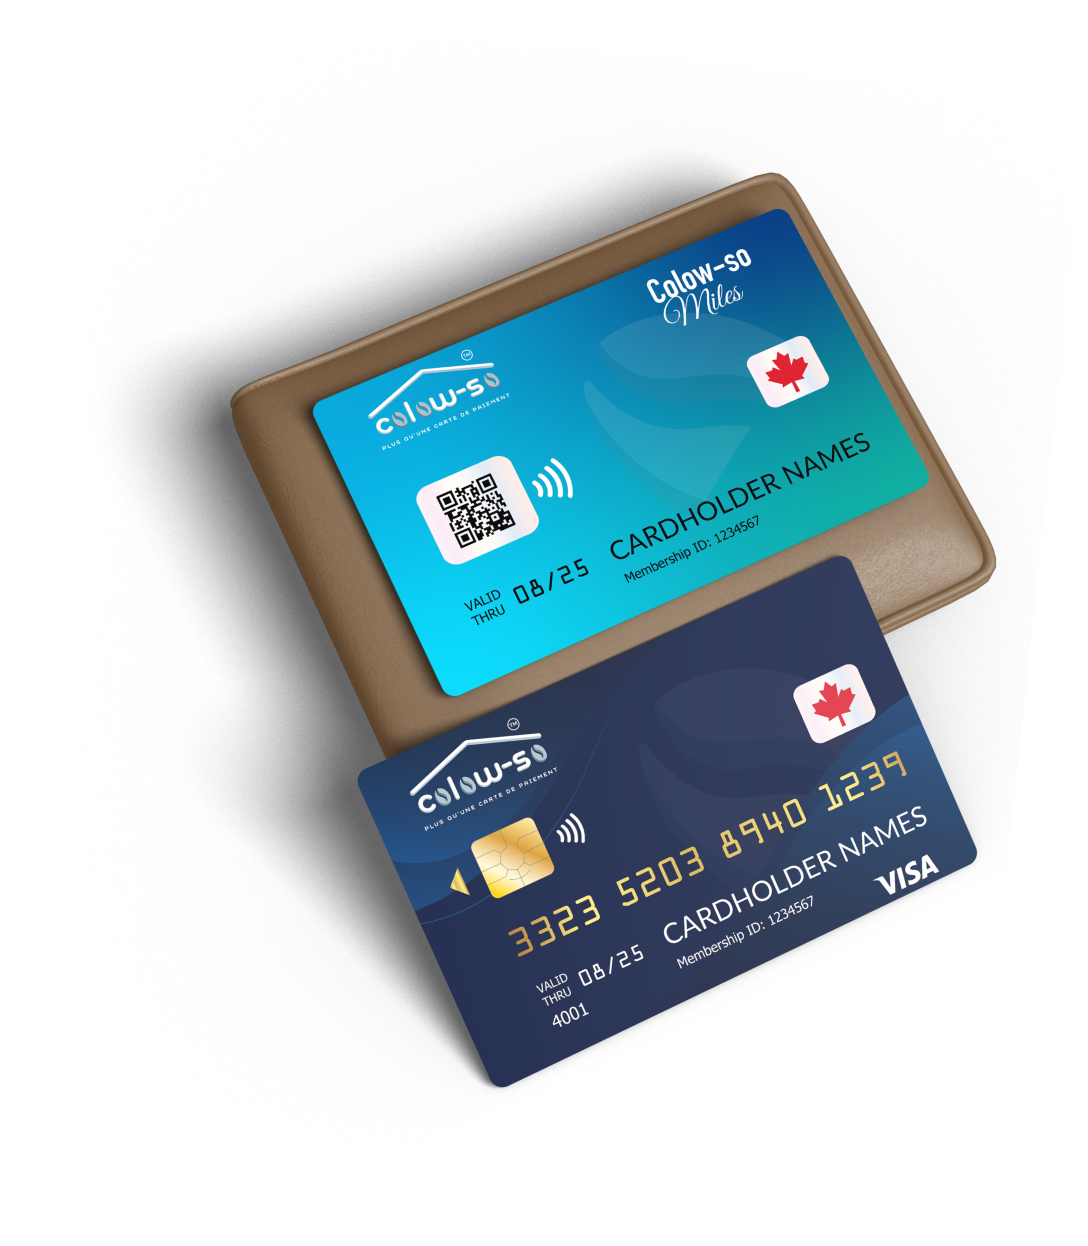 Colow-so
Miles
TM
colow-so
PLUS QU'UNE CARTE DE PAIEMENT
VALID
THRU
08/25
CARDHOLDER NAMES
Membership ID: 1234567
TM
colow-so
PLUS QU'UNE CARTE DE PAIEMENT
3323 5203 8940 1239
VALID
THRU
08/25
4001
CARDHOLDER NAMES
Membership ID: 1234567
VISA